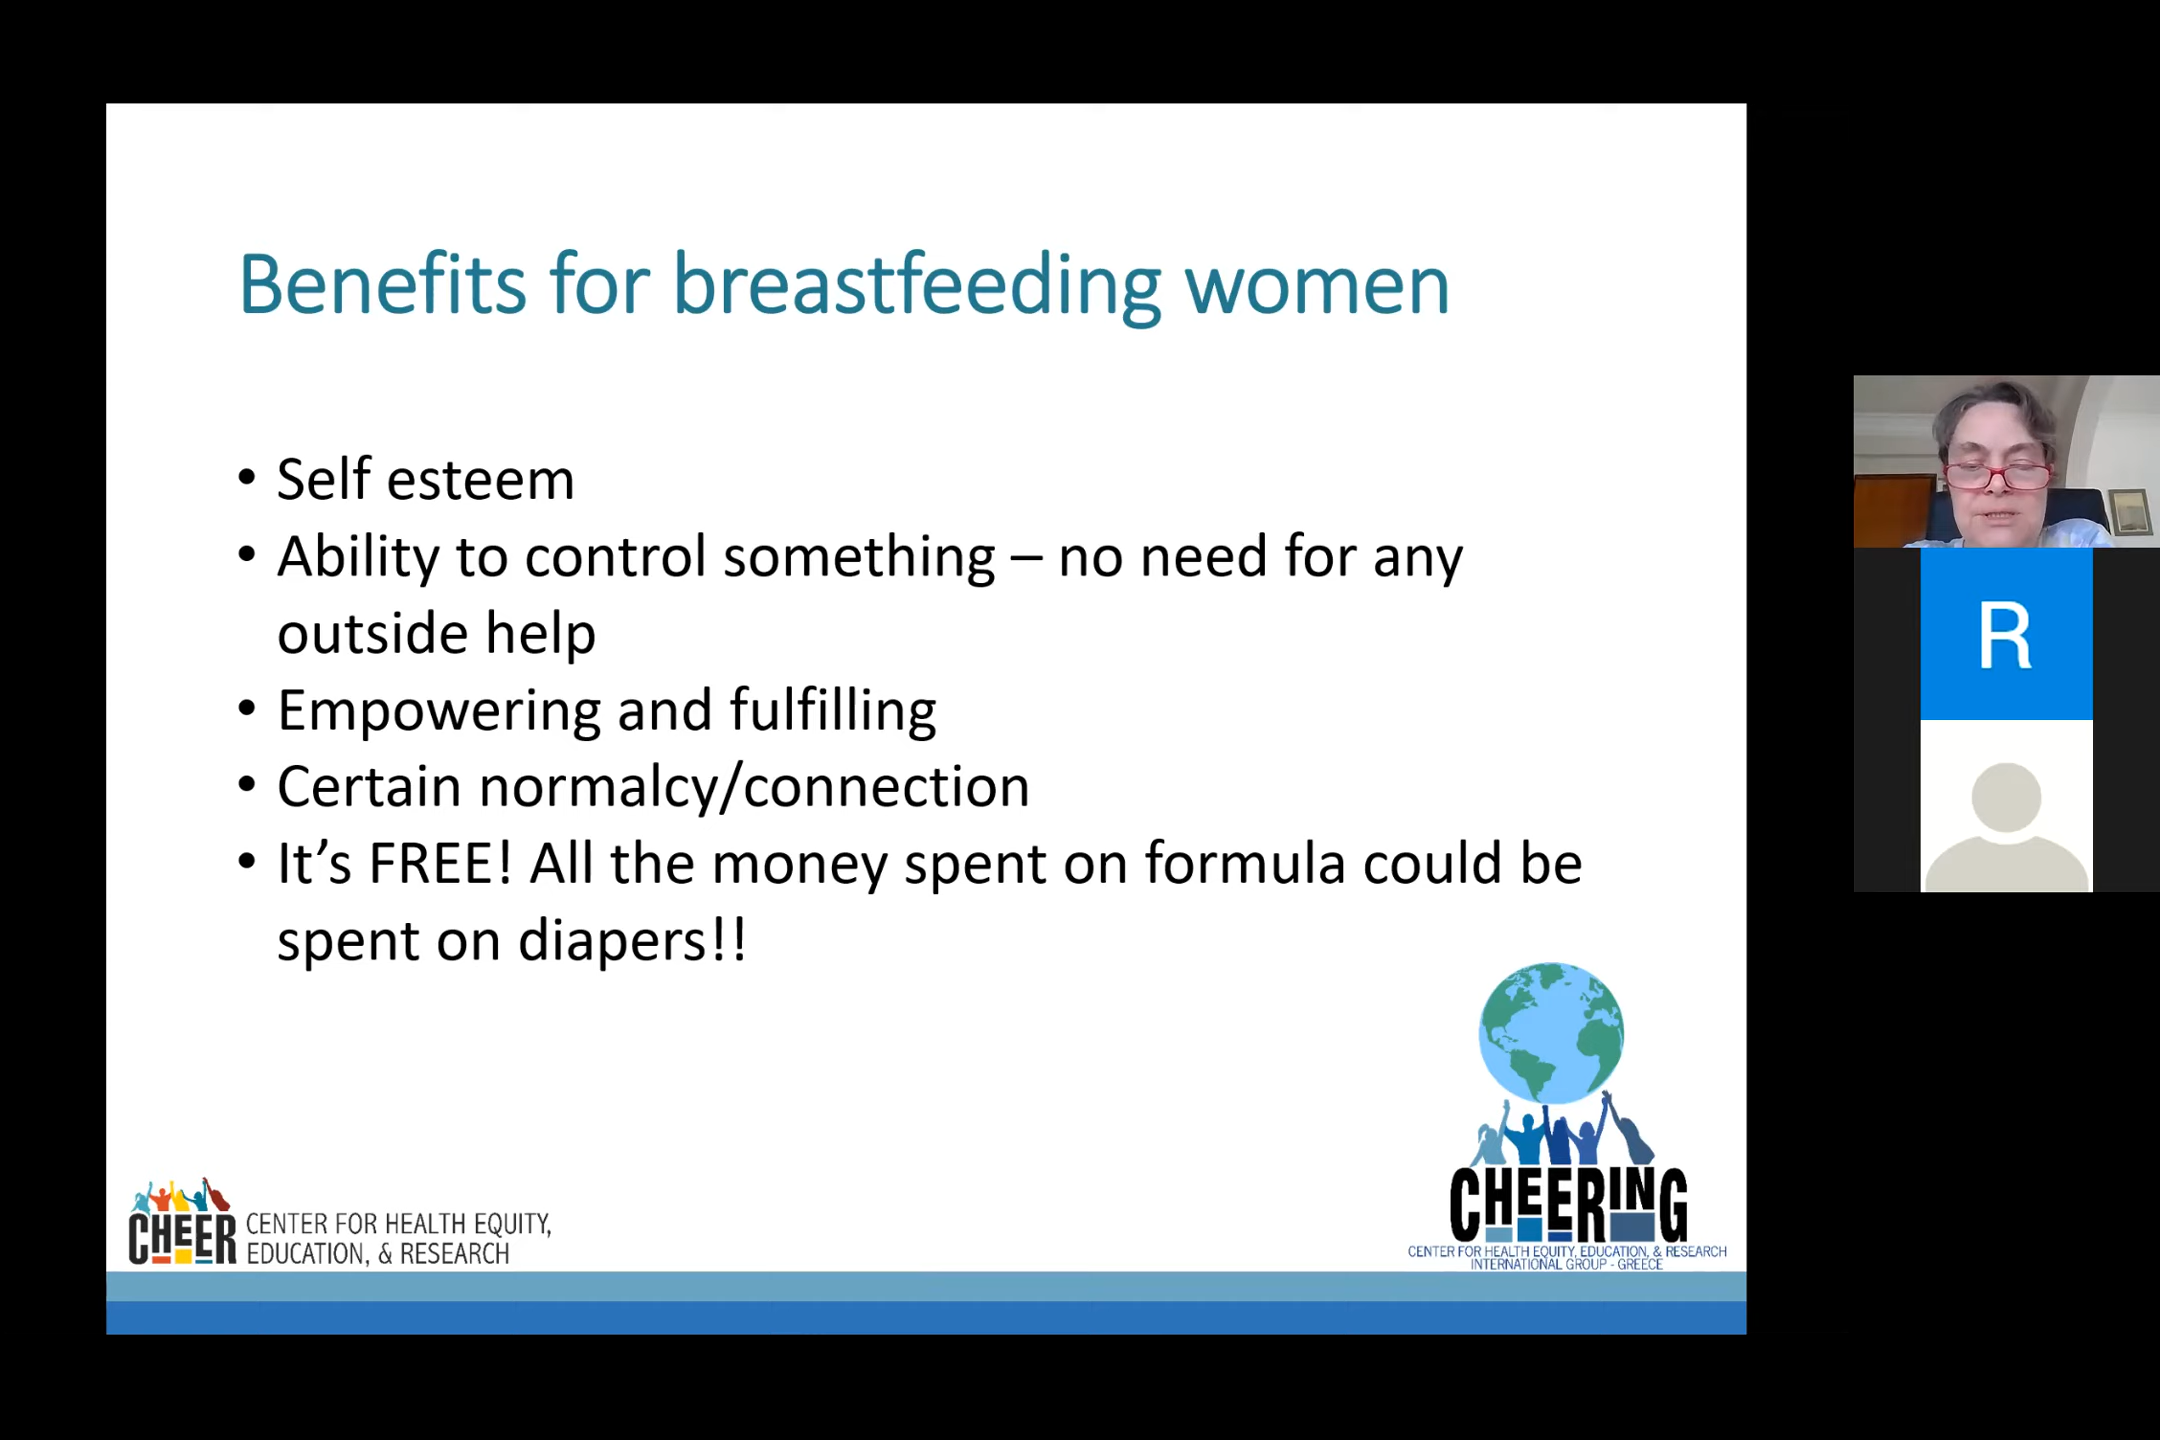 Benefits for breastfeeding women
• Self esteem
• Ability to control something – no need for any
outside help
• Empowering and fulfilling
• Certain normalcy/connection
• It’s FREE! All the money spent on formula could be
spent on diapers!!
R
CHEER
CENTER FOR HEALTH EQUITY,
EDUCATION, & RESEARCH
CHEERING
CENTER FOR HEALTH EQUITY, EDUCATION, & RESEARCH
INTERNATIONAL GROUP - GREECE